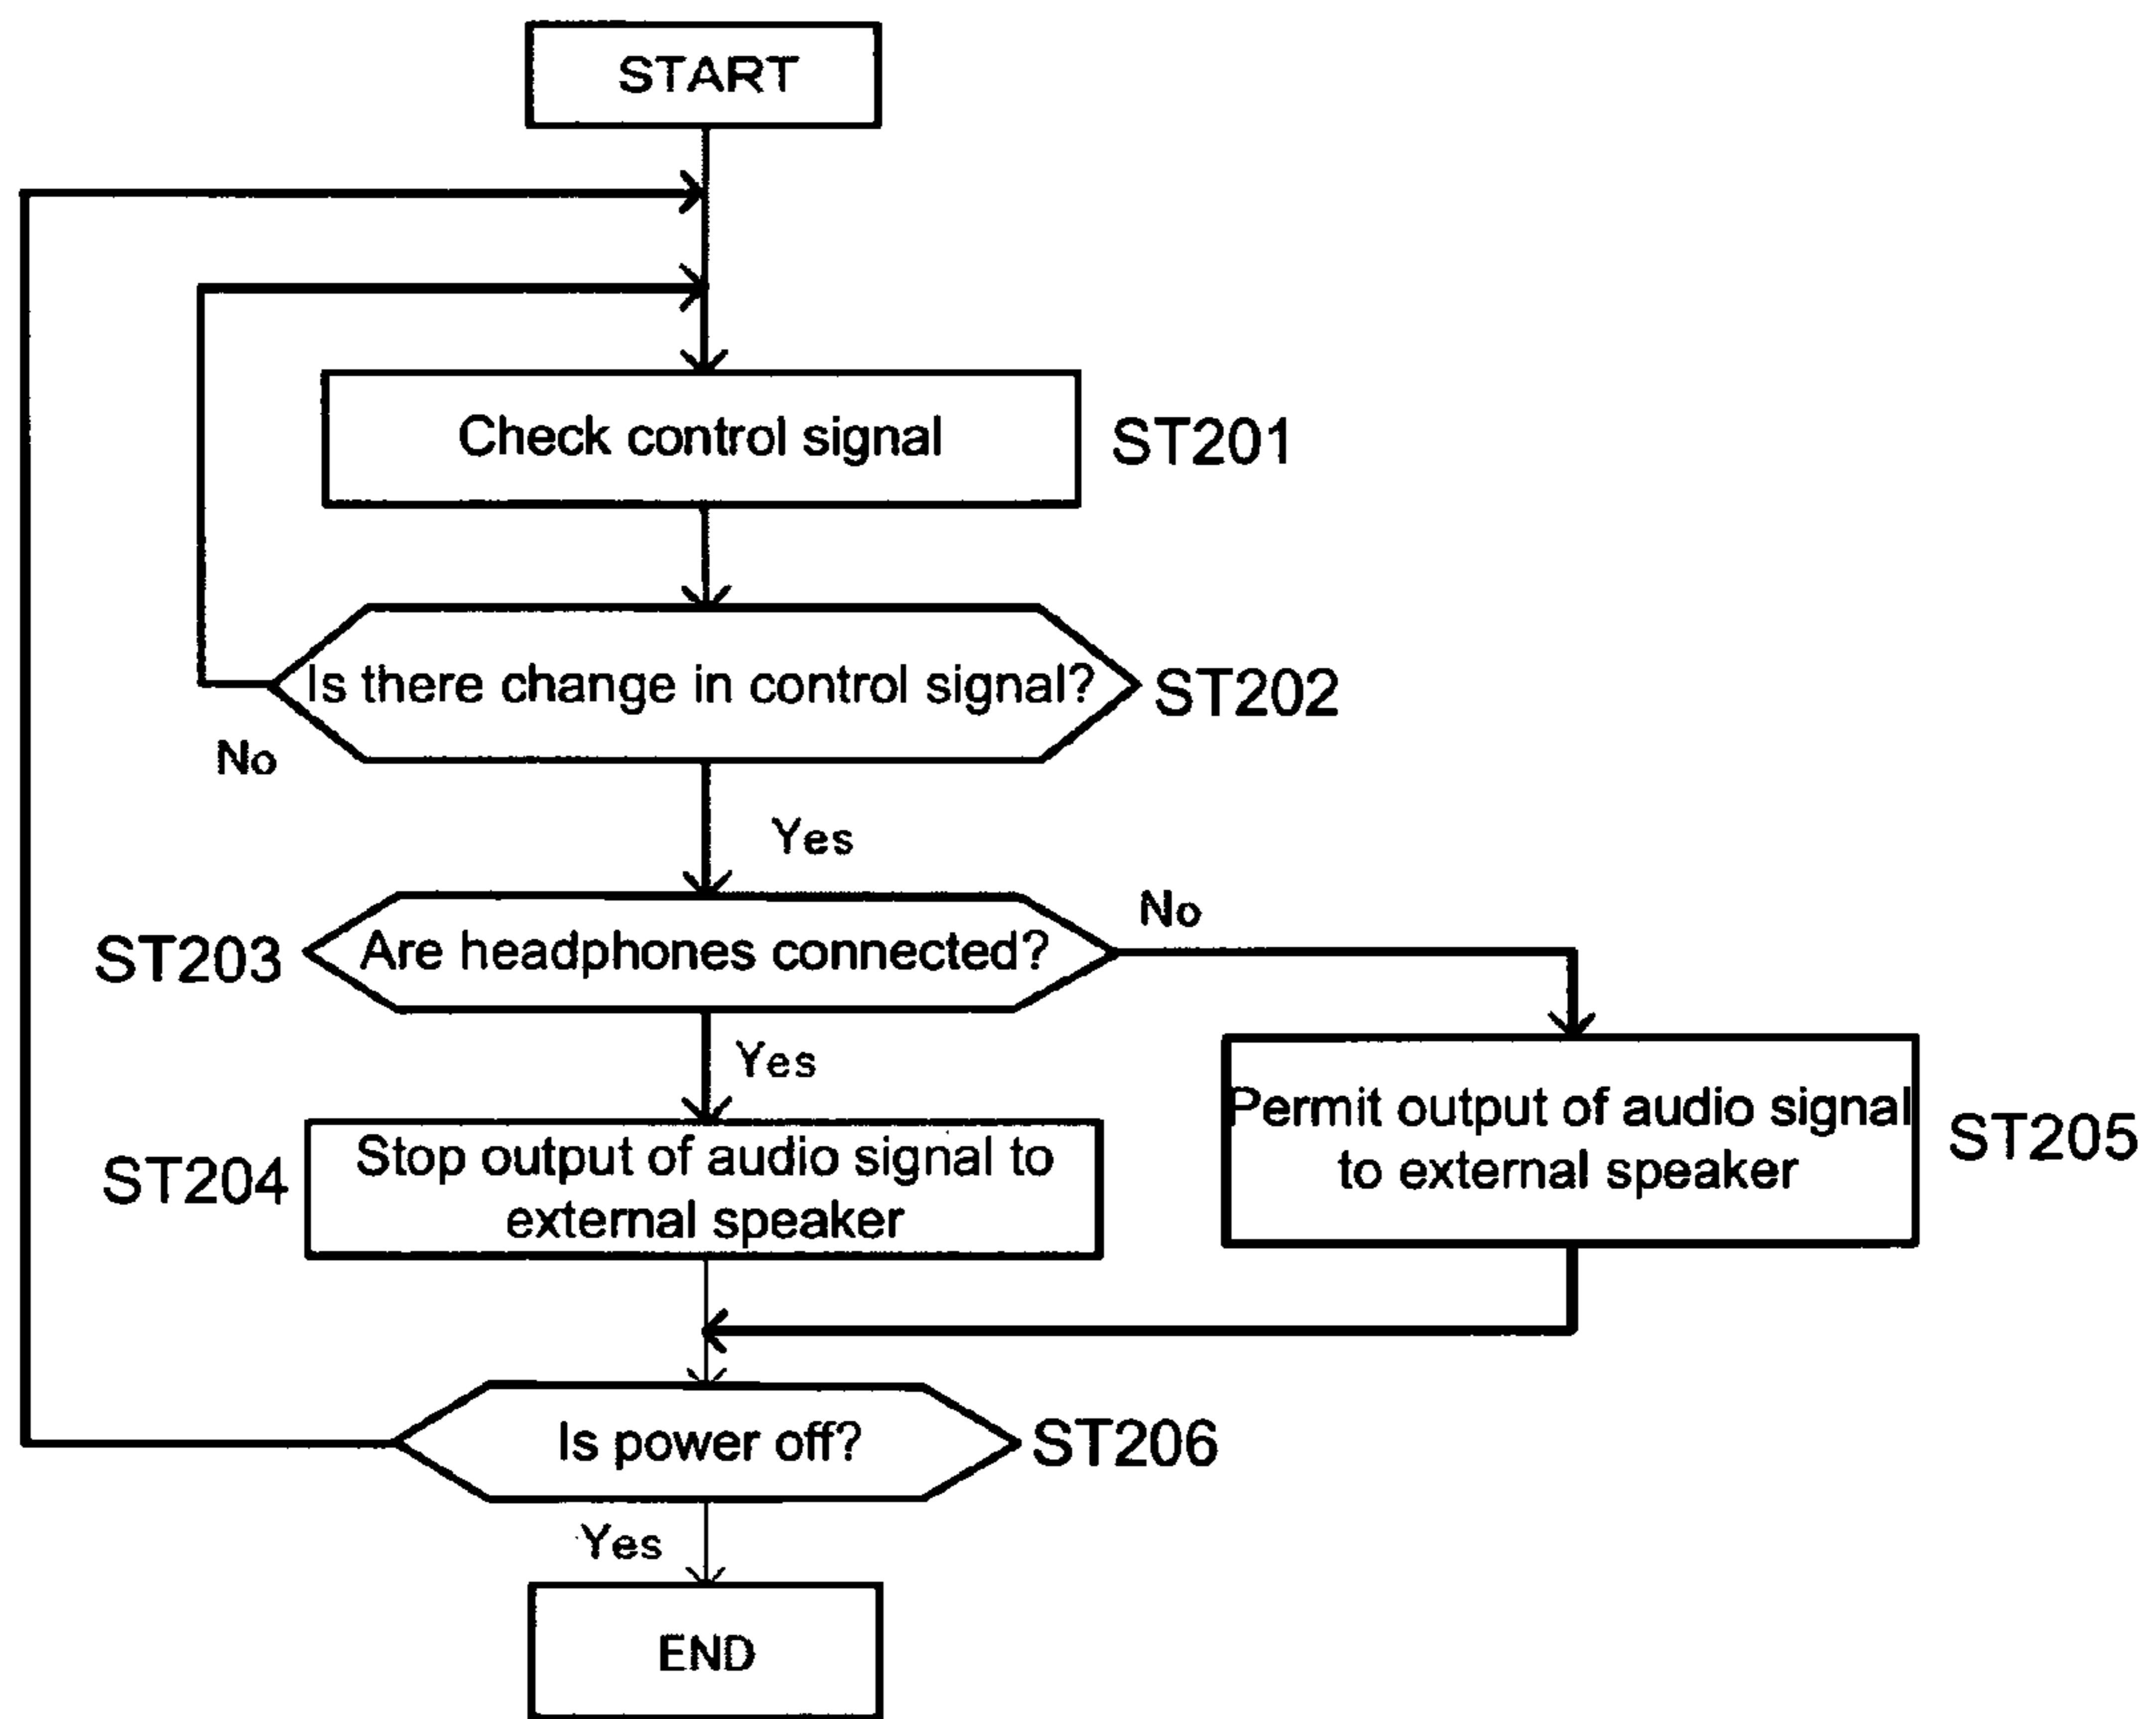 START
Check control signal
ST201
Is there change in control signal?
ST202
No
Yes
ST203
Are headphones connected?
No
Yes
ST204
Stop output of audio signal to
external speaker
Permit output of audio signal
to external speaker
ST205
Is power off?
ST206
Yes
END